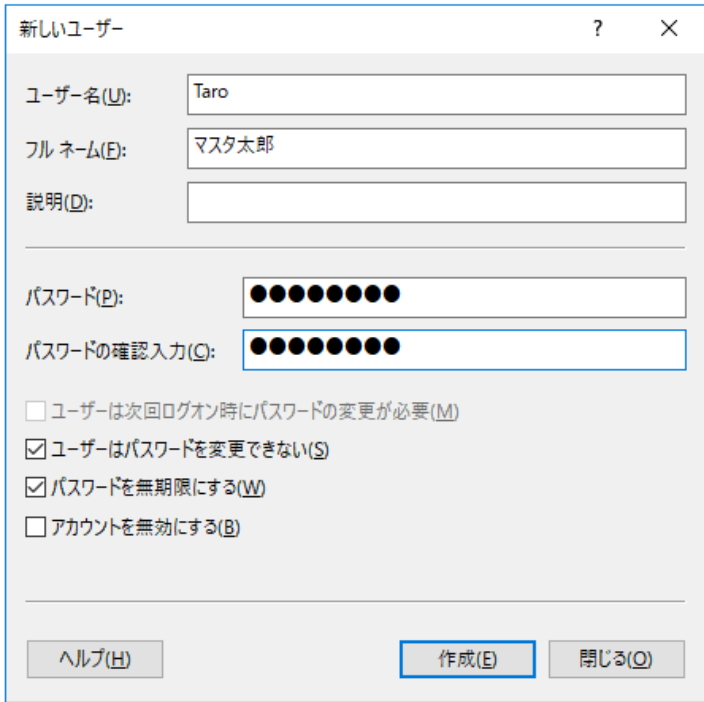 新しいユーザー
ユーザー名(U):
Taro
フル ネーム(F):
マスタ太郎
説明(D):
パスワード(P):
●●●●●●●●
パスワードの確認入力(C):
●●●●●●●●
ユーザーは次回ログオン時にパスワードの変更が必要(M)
ユーザーはパスワードを変更できない(S)
パスワードを無期限にする(W)
アカウントを無効にする(B)
ヘルプ(H)
作成(E)
閉じる(O)